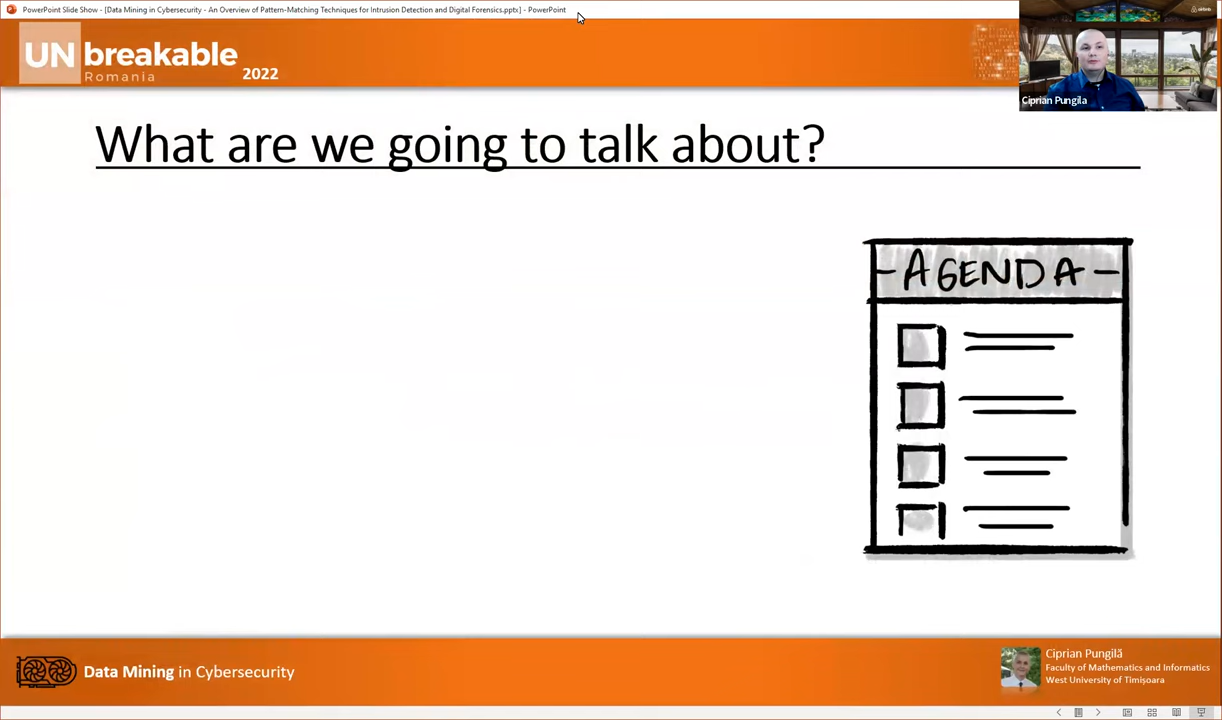 PowerPoint Slide Show - [Data Mining in Cybersecurity - An Overview of Pattern-Matching Techniques for Intrusion Detection and Digital Forensics.pptx] - PowerPoint
UNbreakable
Romania
2022
airbnb
Ciprian Pungila
What are we going to talk about?
- AGENDA -
Data Mining in Cybersecurity
Ciprian Pungilă
Faculty of Mathematics and Informatics
West University of Timișoara